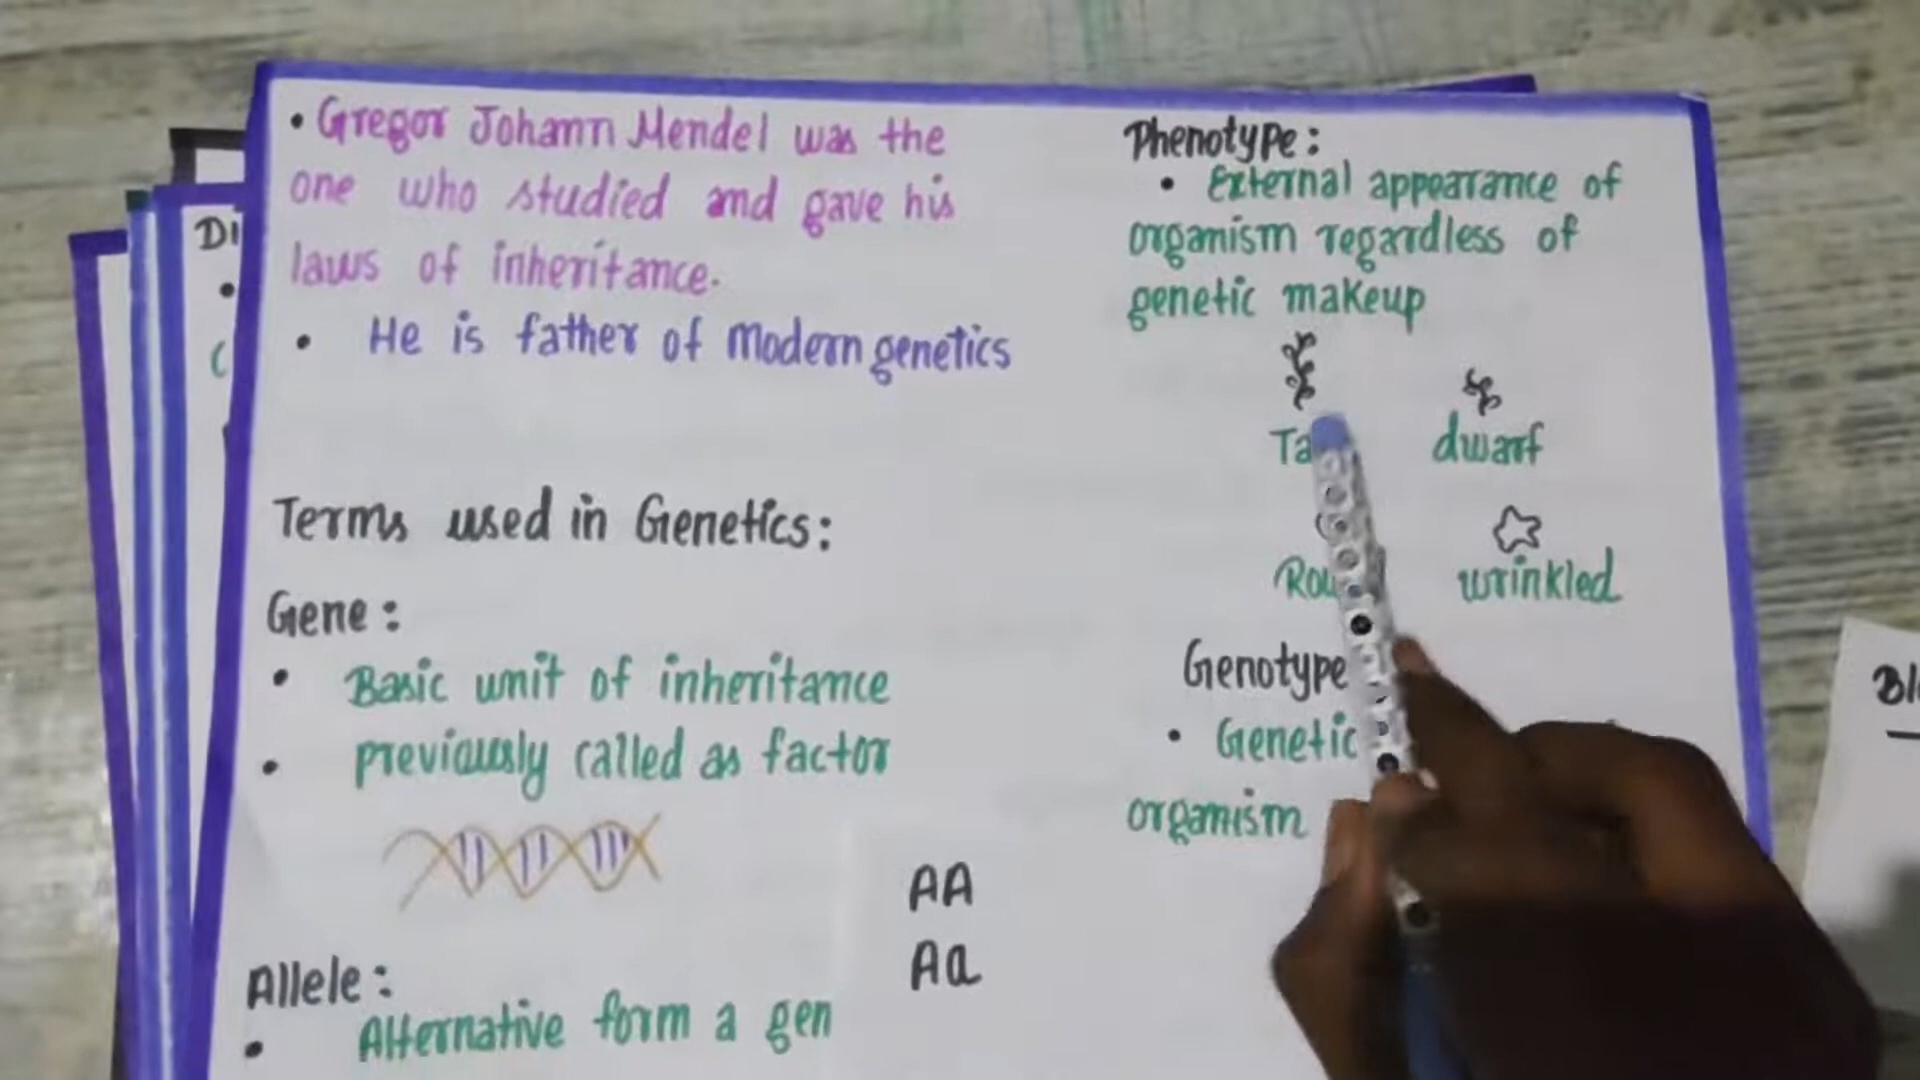 • Gregor Johann Mendel was the
one who studied and gave his
laws of inheritance.
• He is father of Modern genetics
Terms used in Genetics:
Gene:
• Basic unit of inheritance
• previously called as factor
AA
Aa
Allele:
• Alternative form a gen
Phenotype:
• External appearance of
organism regardless of
genetic makeup
dwarf
wrinkled
Genotype
• Genetic
organism